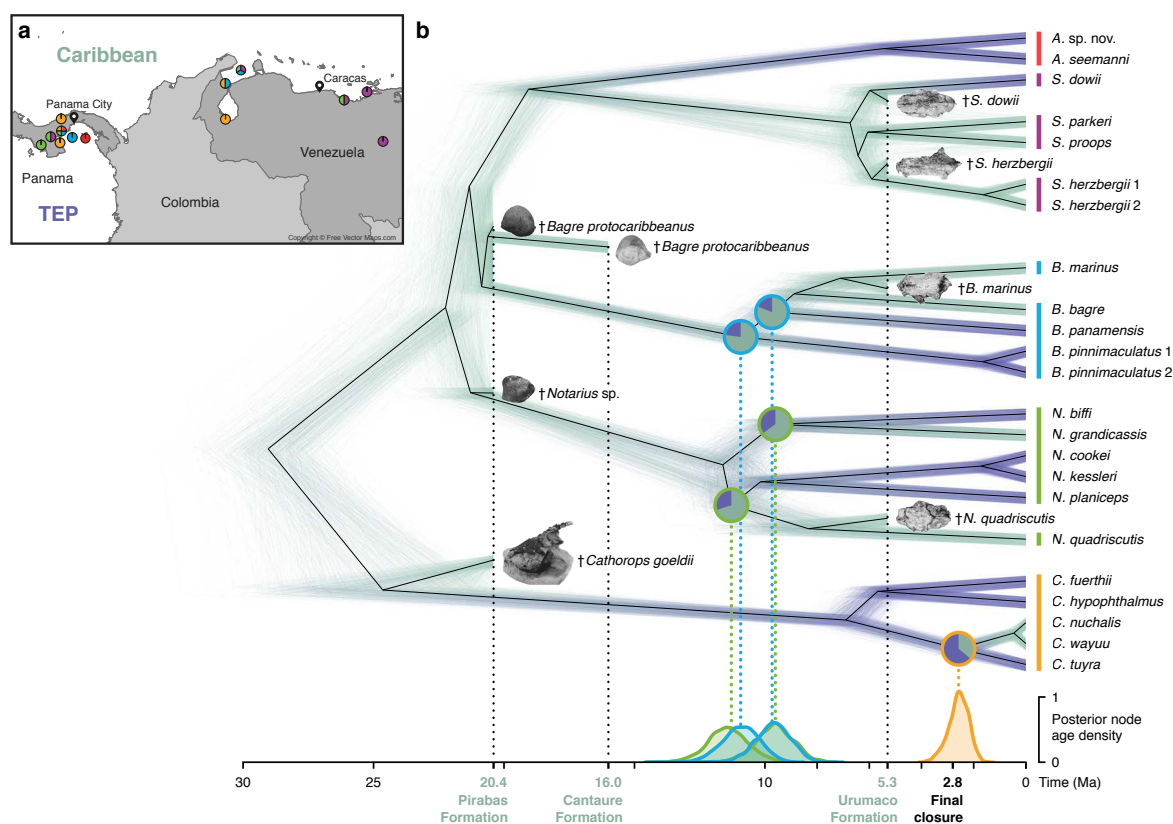 a
Caribbean
Panama City
Caracas
Venezuela
Panama
TEP
Colombia
Copyright © Free Vector Maps.com
b
A. sp. nov.
A. seemanni
S. dowii
†S. dowii
S. parkeri
S. proops
†S. herzbergii
S. herzbergii 1
S. herzbergii 2
†Bagre protocaribbeanus
†Bagre protocaribbeanus
B. marinus
†B. marinus
B. bagre
B. panamensis
B. pinnimaculatus 1
B. pinnimaculatus 2
†Notarius sp.
N. biffi
N. grandicassis
N. cookei
N. kessleri
N. planiceps
†N. quadriscutis
N. quadriscutis
†Cathorops goeldii
C. fuerthii
C. hypophthalmus
C. nuchalis
C. wayuu
C. tuyra
1
Posterior node
age density
0
30
25
20.4
16.0
10
5.3
2.8
0
Time (Ma)
Pirabas
Formation
Cantaure
Formation
Urumaco
Formation
Final
closure